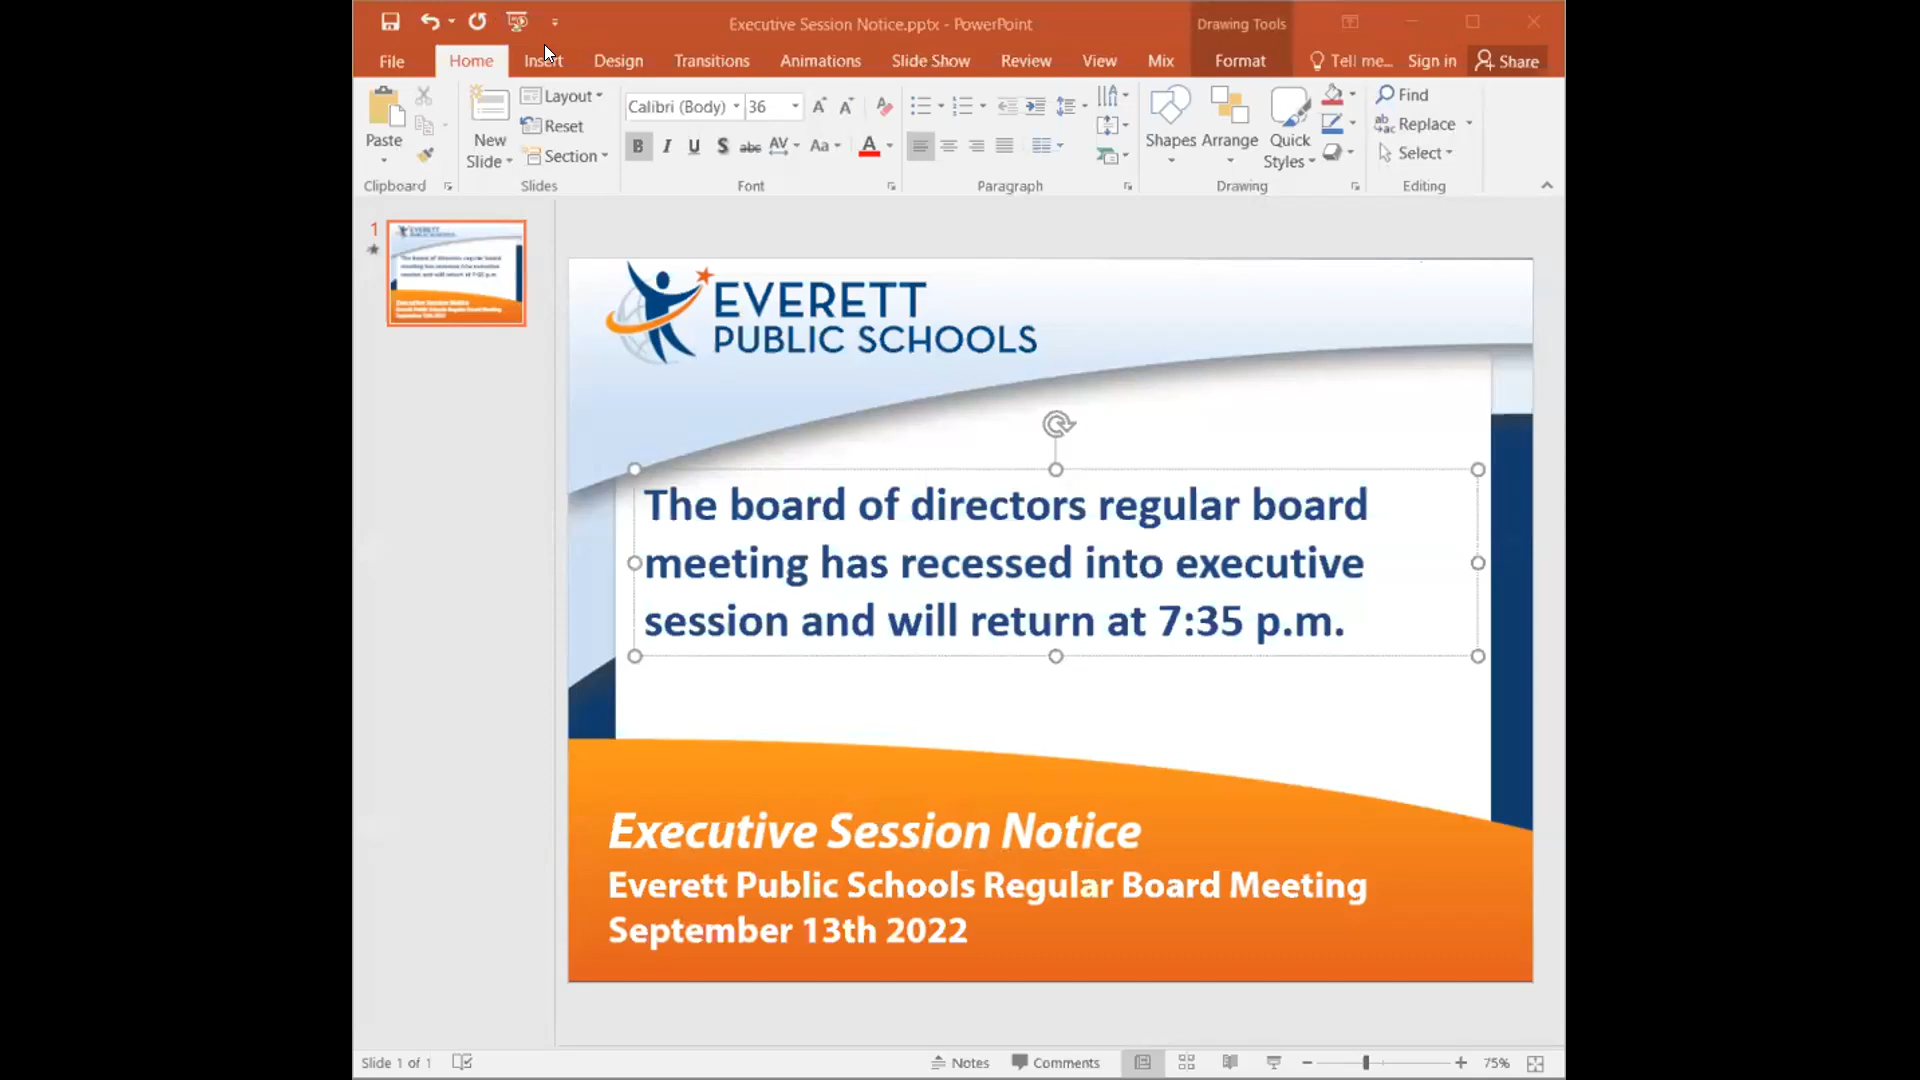 Executive Session Notice.pptx - PowerPoint
Drawing Tools
File Home Insert Design Transitions Animations Slide Show Review View Mix Format Tell me... Sign in Share
Paste
New
Slide
Layout
Reset
Section
Calibri (Body) 36
B I U S abc AV Aa A
Shapes Arrange Quick
Styles
Find
Replace
Select
Clipboard Slides Font Paragraph Drawing Editing
1
EVERETT
PUBLIC SCHOOLS
The board of directors regular board
meeting has recessed into executive
session and will return at 7:35 p.m.
Executive Session Notice
Everett Public Schools Regular Board Meeting
September 13th 2022
Slide 1 of 1 Notes Comments 75%